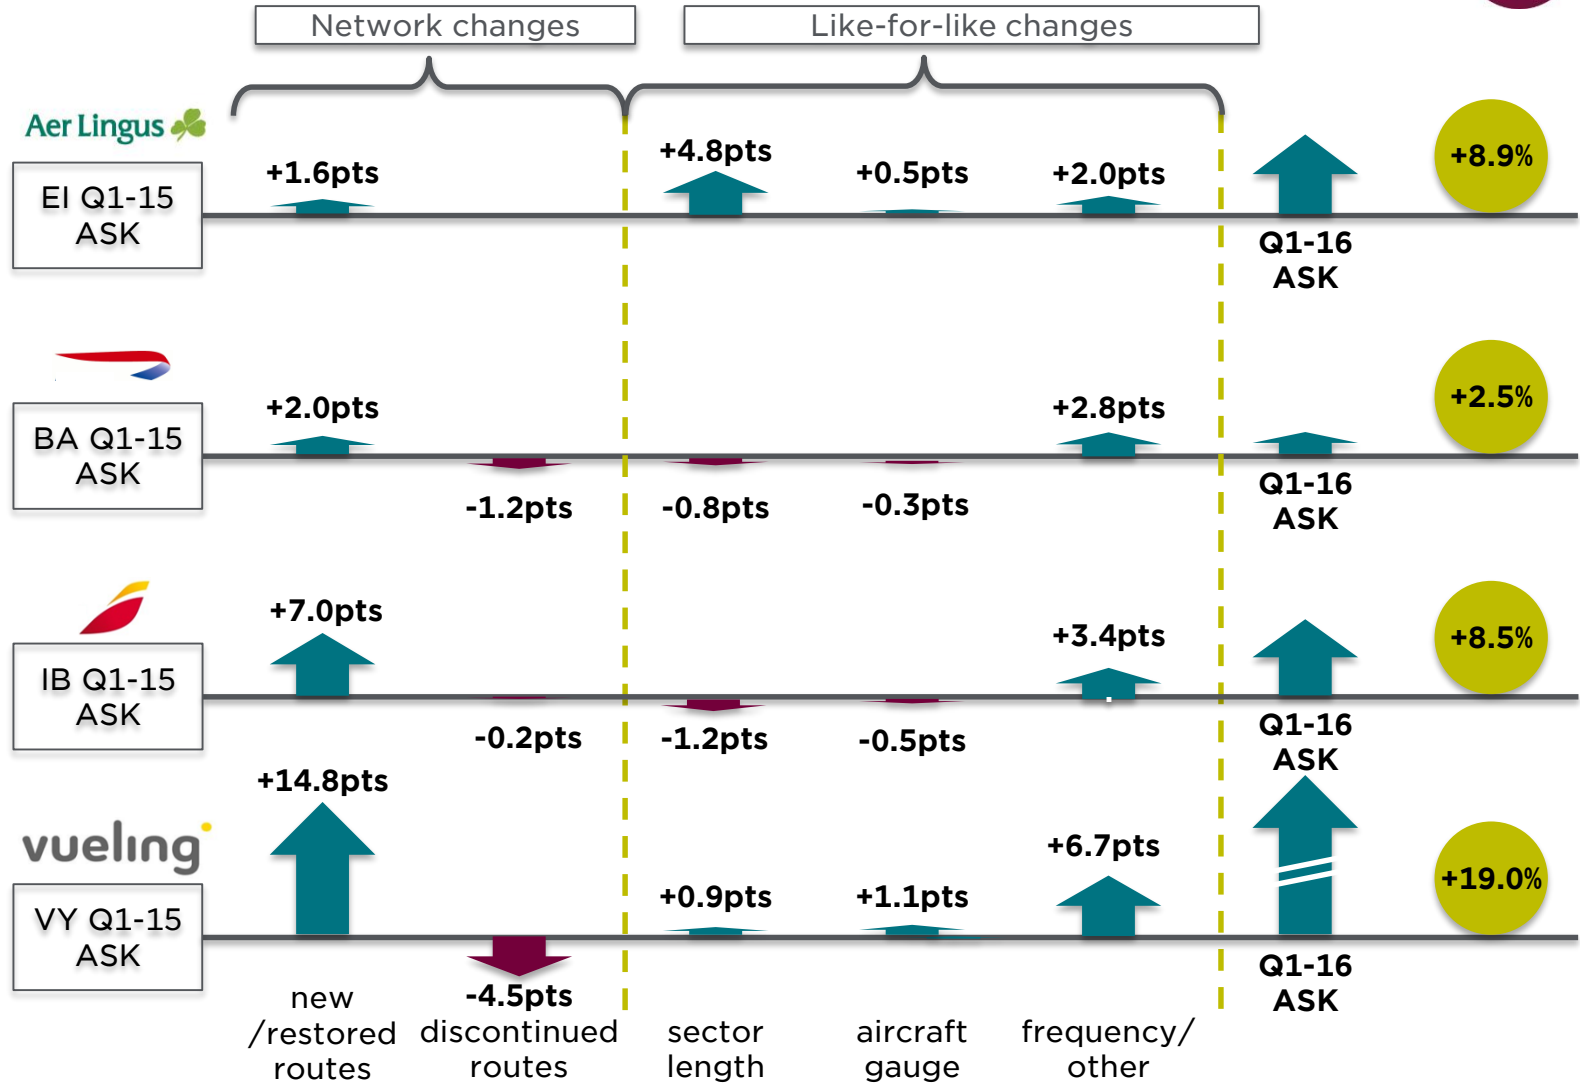 Network changes
Like-for-like changes
Aer Lingus
EI Q1-15
ASK
+1.6pts
+4.8pts
+0.5pts
+2.0pts
Q1-16
ASK
+8.9%
BA Q1-15
ASK
+2.0pts
-1.2pts
-0.8pts
-0.3pts
+2.8pts
Q1-16
ASK
+2.5%
IB Q1-15
ASK
+7.0pts
-0.2pts
-1.2pts
-0.5pts
+3.4pts
Q1-16
ASK
+8.5%
vueling
VY Q1-15
ASK
+14.8pts
-4.5pts
+0.9pts
+1.1pts
+6.7pts
Q1-16
ASK
+19.0%
new
/restored
routes
discontinued
routes
sector
length
aircraft
gauge
frequency/
other